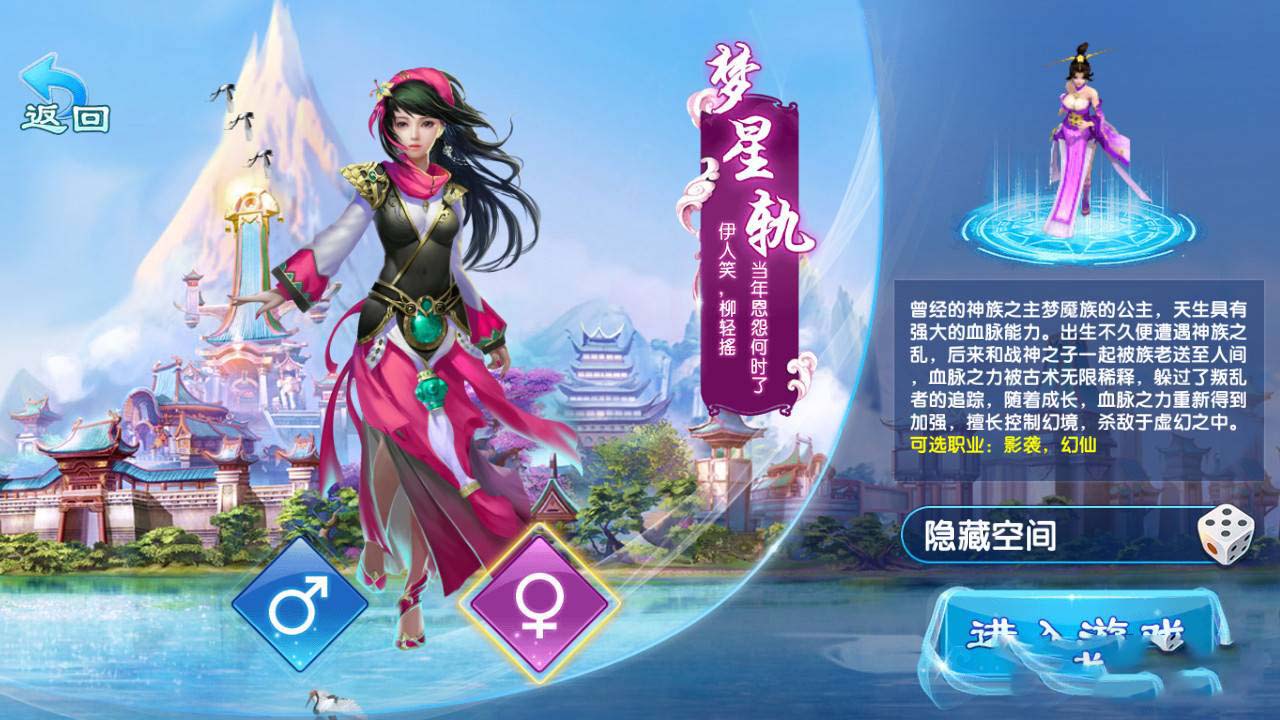 返回
梦星轨
当年恩怨何时了
伊人笑，柳轻摇
曾经的神族之主梦魇族的公主，天生具有
强大的血脉能力。出生不久便遭遇神族之
乱，后来和战神之子一起被族老送至人间
，血脉之力被古术无限稀释，躲过了叛乱
者的追踪，随着成长，血脉之力重新得到
加强，擅长控制幻境，杀敌于虚幻之中。
可选职业：影袭，幻仙
隐藏空间
进入游戏